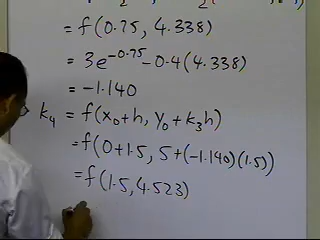 = f(0.75, 4.338)
= 3e^-0.75 - 0.4(4.338)
= -1.140
k4 = f(x0+h, y0+k3h)
= f(0+1.5, 5+(-1.140)(1.5))
= f(1.5, 4.523)